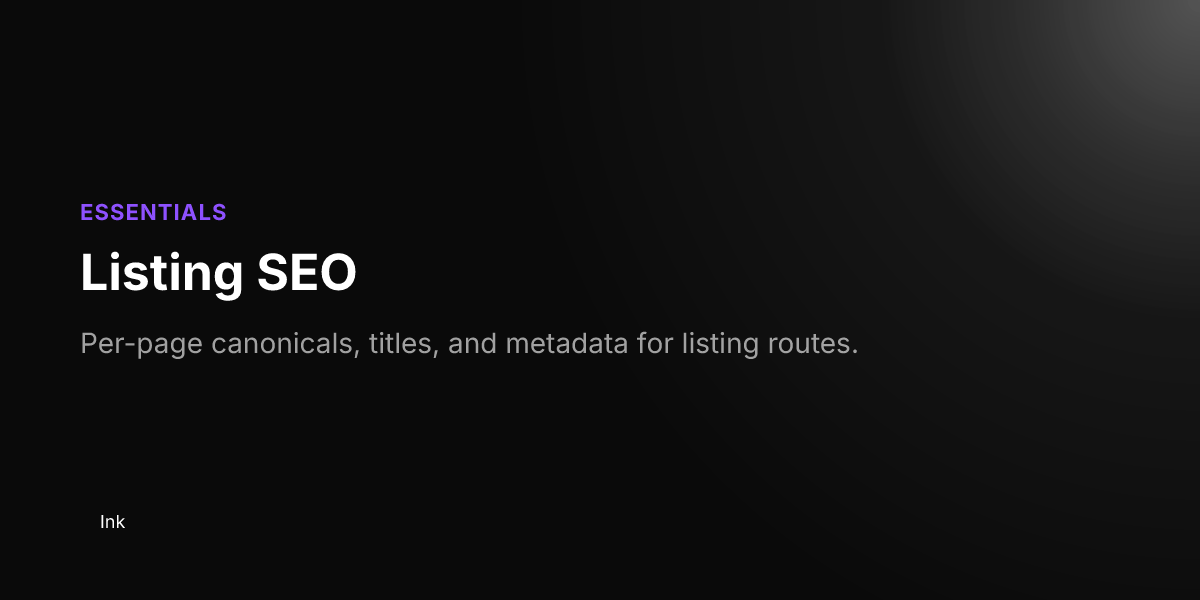 ESSENTIALS
Listing SEO
Per-page canonicals, titles, and metadata for listing routes.
Ink